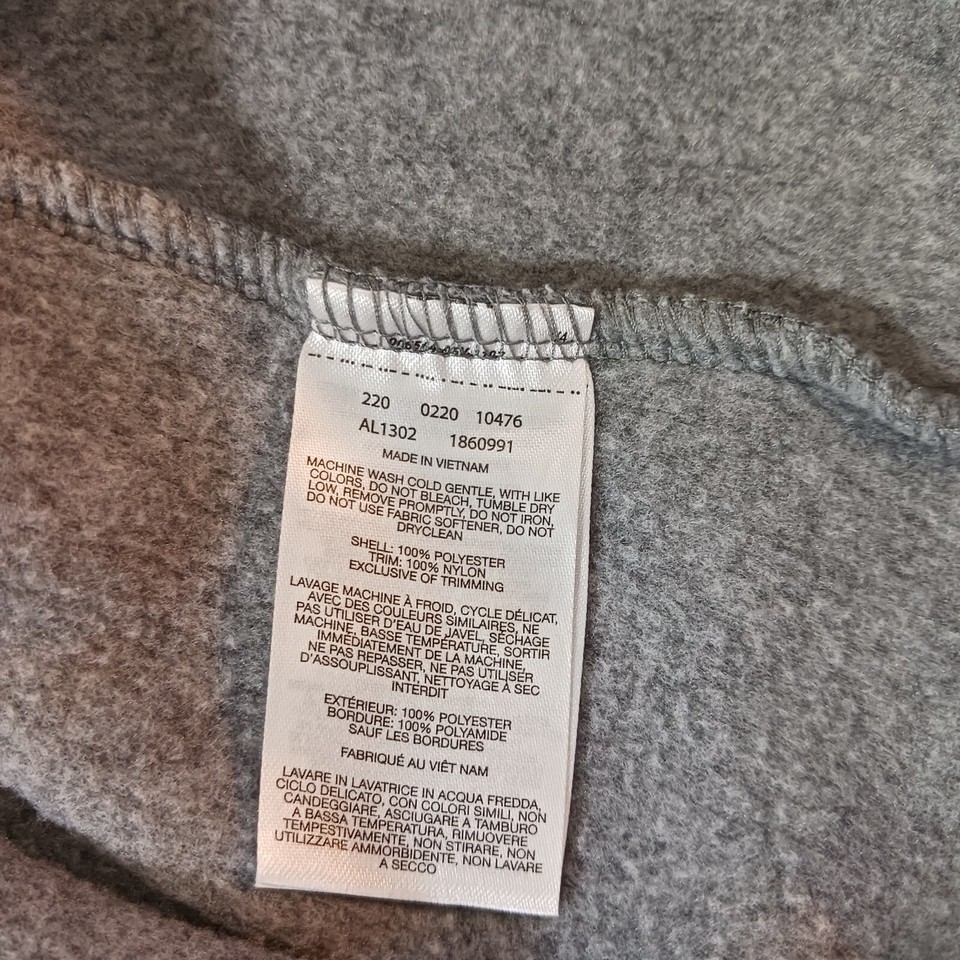 220 0220 10476
AL1302 1860991
MADE IN VIETNAM
MACHINE WASH COLD GENTLE, WITH LIKE
COLORS, DO NOT BLEACH, TUMBLE DRY
LOW, REMOVE PROMPTLY, DO NOT IRON,
DO NOT USE FABRIC SOFTENER, DO NOT
DRYCLEAN
SHELL: 100% POLYESTER
TRIM: 100% NYLON
EXCLUSIVE OF TRIMMING
LAVAGE MACHINE À FROID, CYCLE DÉLICAT,
AVEC DES COULEURS SIMILAIRES, NE
PAS UTILISER D'EAU DE JAVEL, SÉCHAGE
MACHINE, BASSE TEMPÉRATURE, SORTIR
IMMÉDIATEMENT DE LA MACHINE,
NE PAS REPASSER, NE PAS UTILISER
D'ASSOUPLISSANT, NETTOYAGE À SEC
INTERDIT
EXTÉRIEUR: 100% POLYESTER
BORDURE: 100% POLYAMIDE
SAUF LES BORDURES
FABRIQUÉ AU VIÊT NAM
LAVARE IN LAVATRICE IN ACQUA FREDDA,
CICLO DELICATO, CON COLORI SIMILI, NON
CANDEGGIARE, ASCIUGARE A TAMBURO
A BASSA TEMPERATURA, RIMUOVERE
TEMPESTIVAMENTE, NON STIRARE, NON
UTILIZZARE AMMORBIDENTE, NON LAVARE
A SECCO